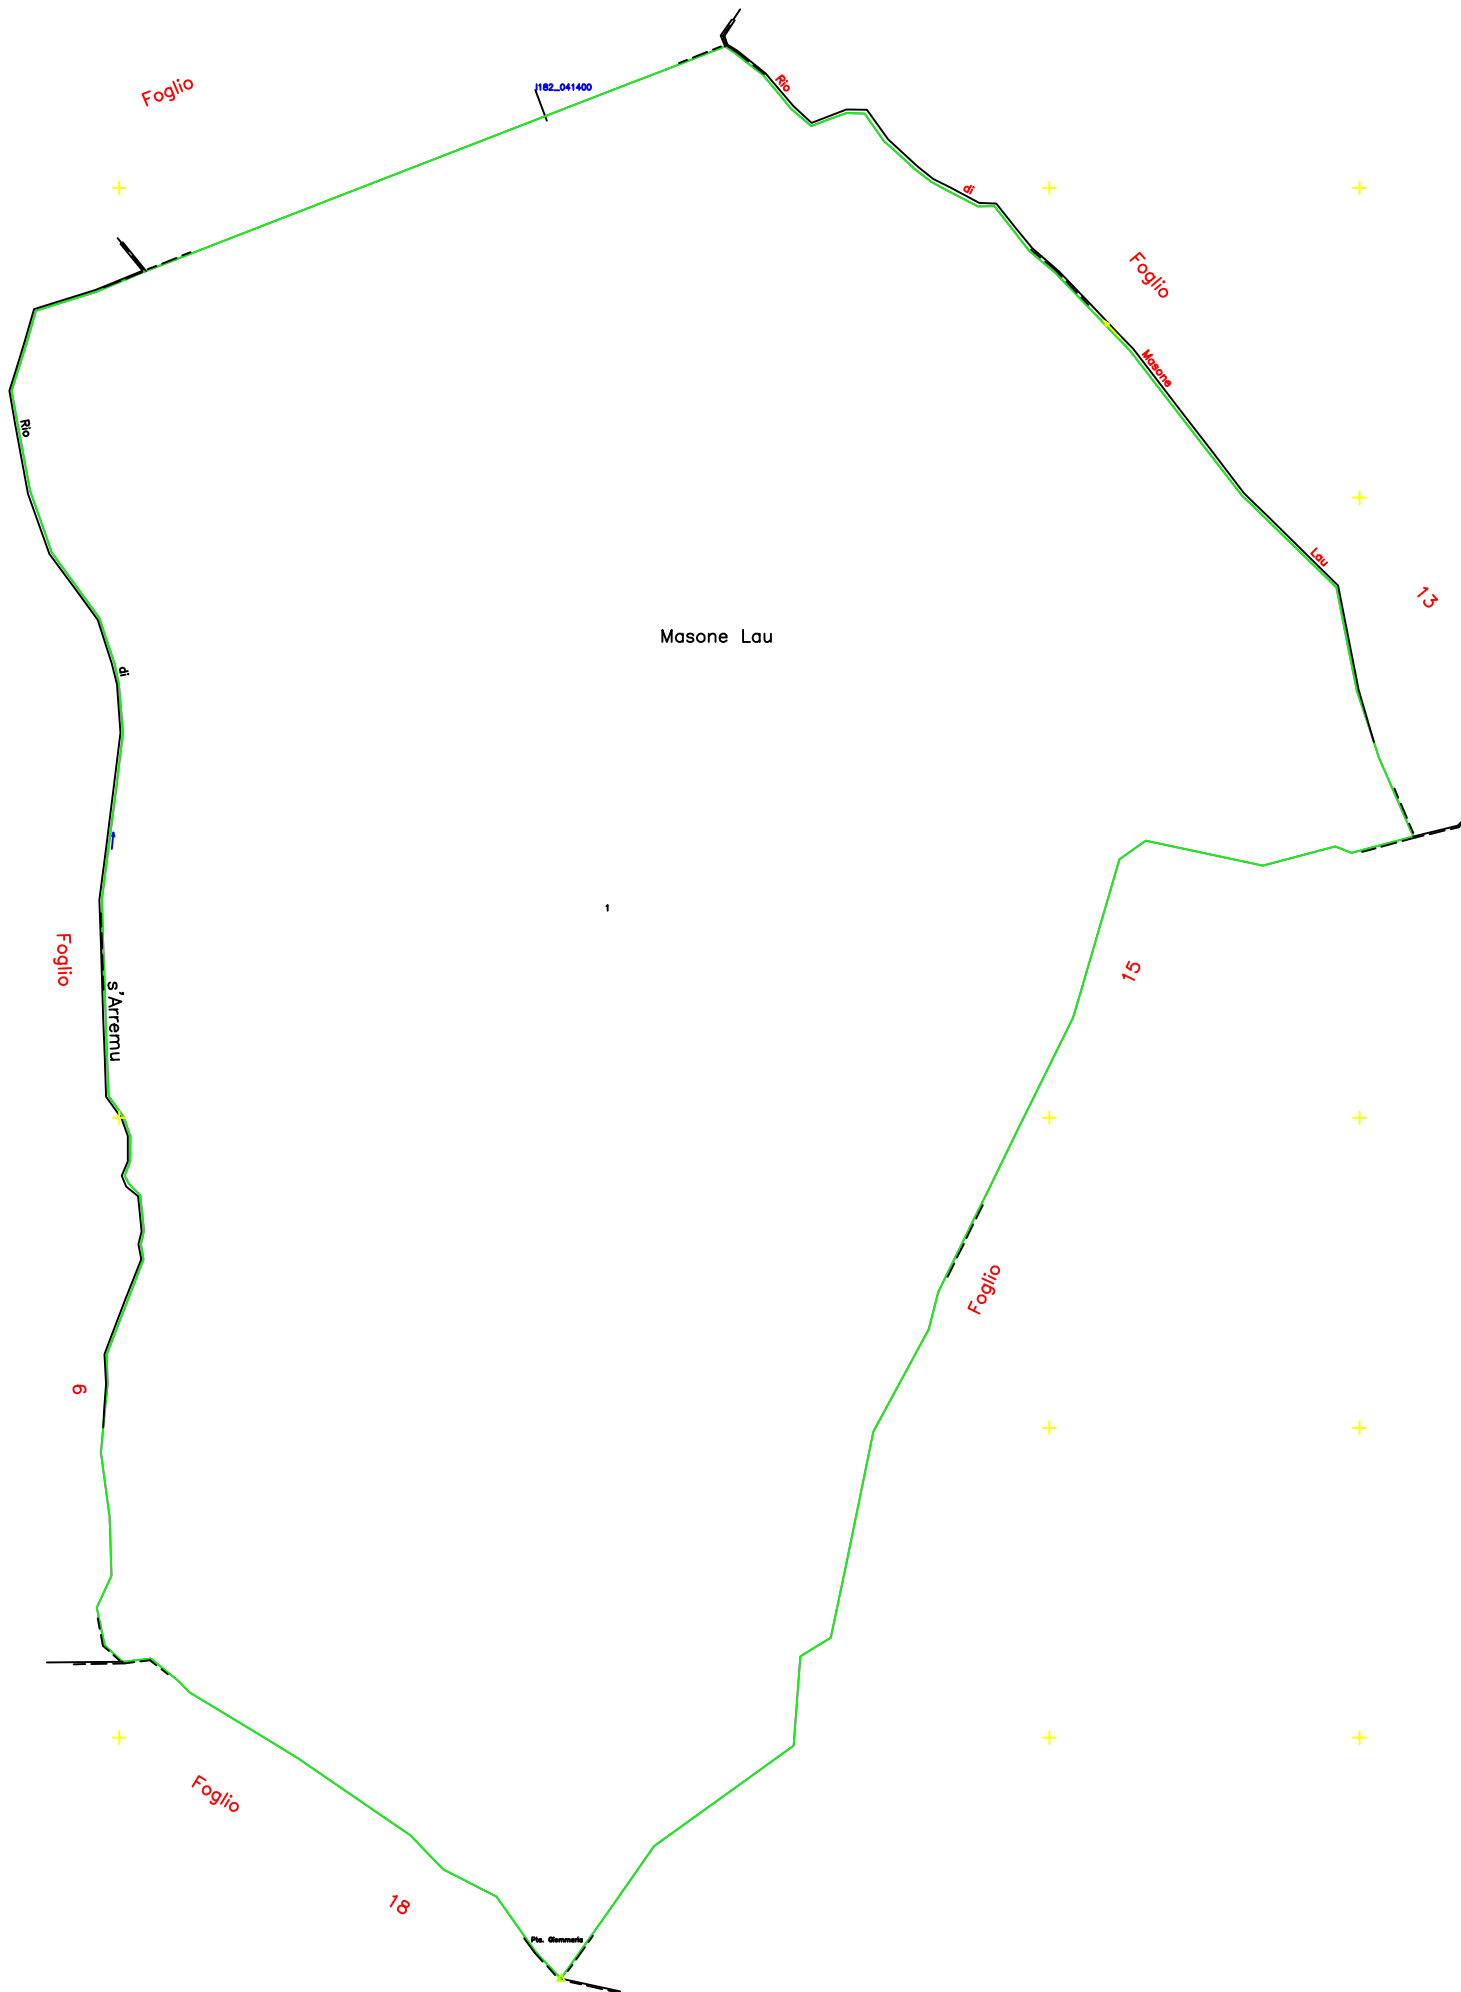 Foglio
I182_041400
Rio
di
Foglio
Masone
Lau
13
Rio
di
Masone Lau
1
Foglio
s'Arremu
15
Foglio
6
Foglio
18
Pta. Giommaria